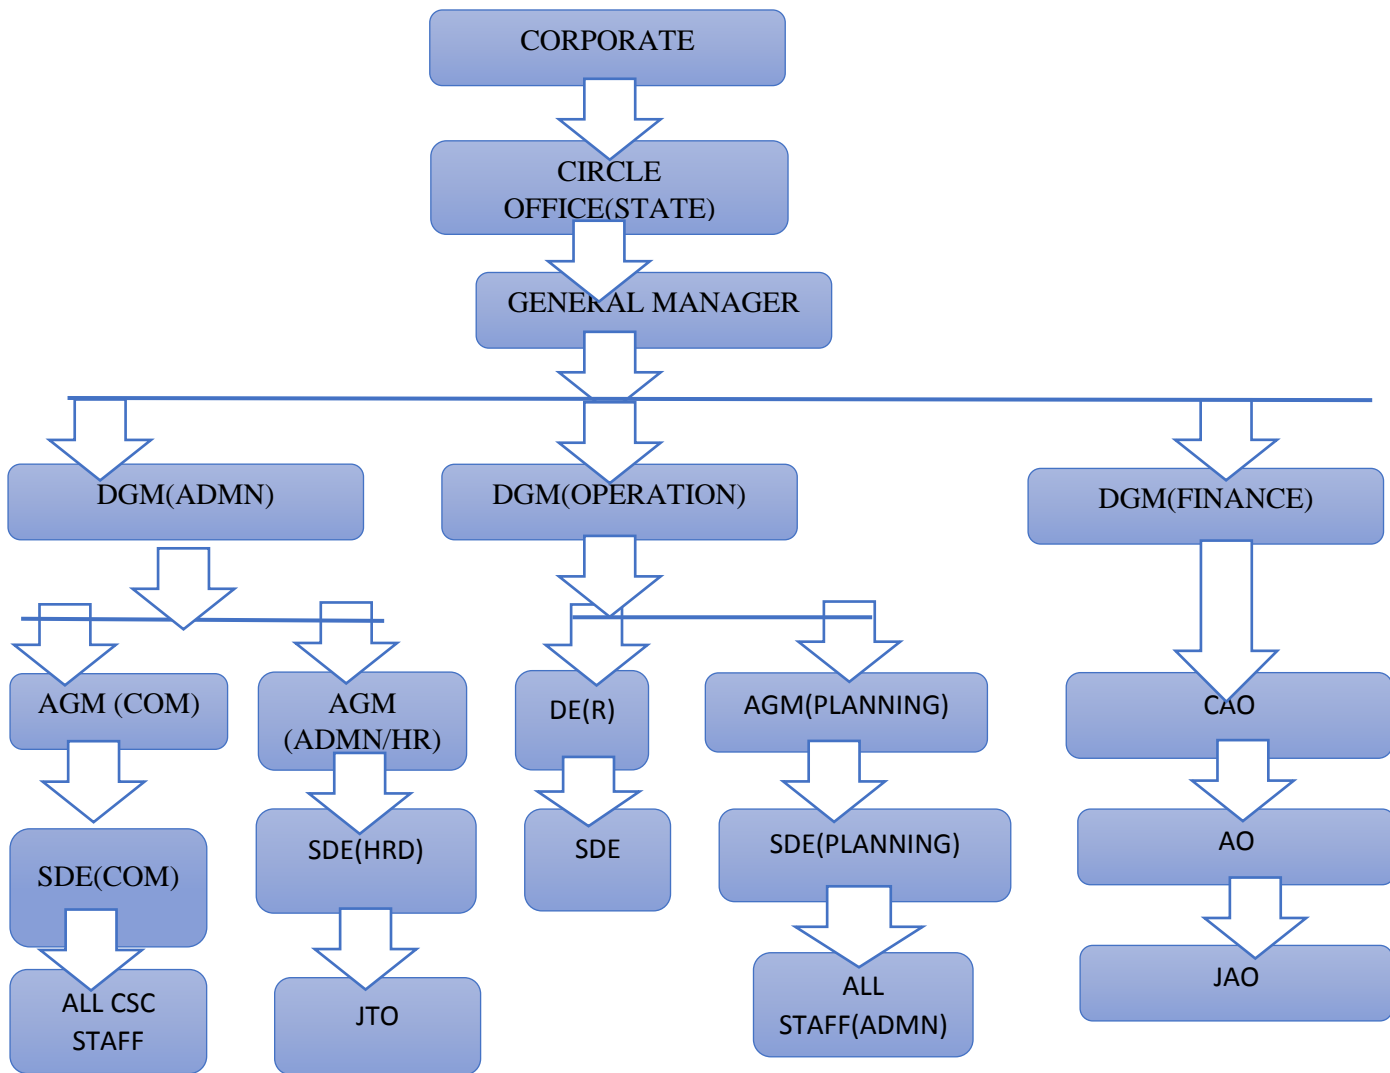 CORPORATE
CIRCLE
OFFICE(STATE)
GENERAL MANAGER
DGM(ADMN)
DGM(OPERATION)
DGM(FINANCE)
AGM (COM)
AGM
(ADMN/HR)
DE(R)
AGM(PLANNING)
CAO
SDE(COM)
SDE(HRD)
SDE
SDE(PLANNING)
AO
ALL CSC
STAFF
JTO
ALL
STAFF(ADMN)
JAO